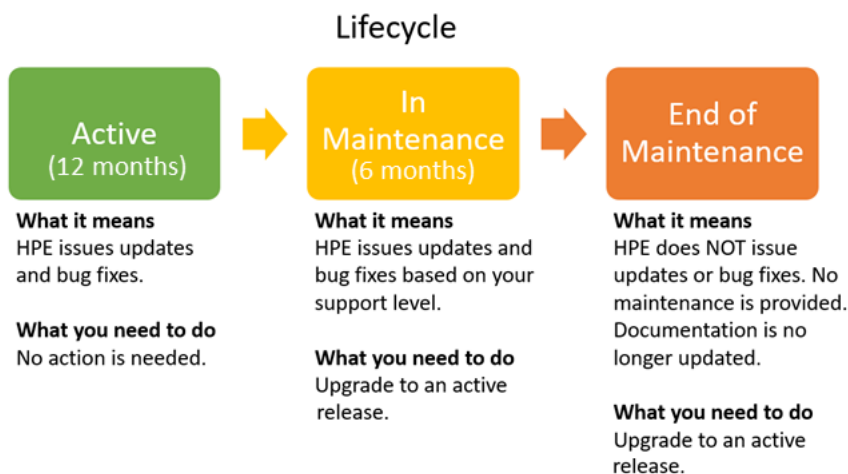 Lifecycle
Active
(12 months)
What it means
HPE issues updates
and bug fixes.
What you need to do
No action is needed.
In
Maintenance
(6 months)
What it means
HPE issues updates and
bug fixes based on your
support level.
What you need to do
Upgrade to an active
release.
End of
Maintenance
What it means
HPE does NOT issue
updates or bug fixes. No
maintenance is provided.
Documentation is no
longer updated.
What you need to do
Upgrade to an active
release.